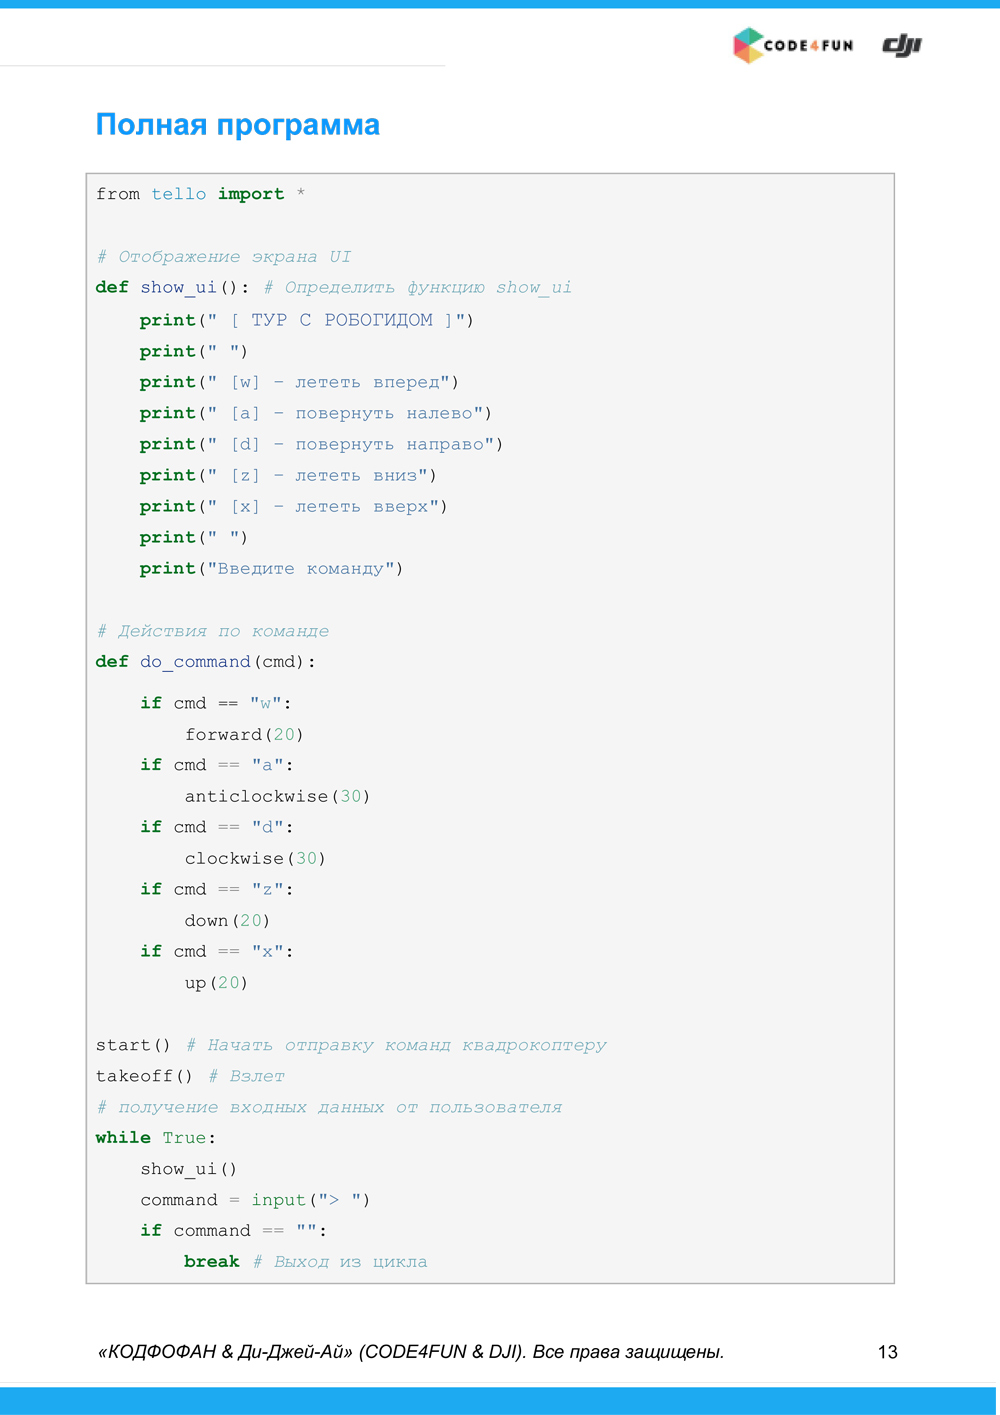 CODE4FUN dji
Полная программа
from tello import *
# Отображение экрана UI
def show_ui(): # Определить функцию show_ui
    print(" [ ТУР С РОБОГИДОМ ]")
    print(" ")
    print(" [w] - лететь вперед")
    print(" [a] - повернуть налево")
    print(" [d] - повернуть направо")
    print(" [z] - лететь вниз")
    print(" [x] - лететь вверх")
    print(" ")
    print("Введите команду")
# Действия по команде
def do_command(cmd):
    if cmd == "w":
        forward(20)
    if cmd == "a":
        anticlockwise(30)
    if cmd == "d":
        clockwise(30)
    if cmd == "z":
        down(20)
    if cmd == "x":
        up(20)
start() # Начать отправку команд квадрокоптеру
takeoff() # Взлет
# получение входных данных от пользователя
while True:
    show_ui()
    command = input("> ")
    if command == "":
        break # Выход из цикла
«КОДФОФАН & Ди-Джей-Ай» (CODE4FUN & DJI). Все права защищены. 13